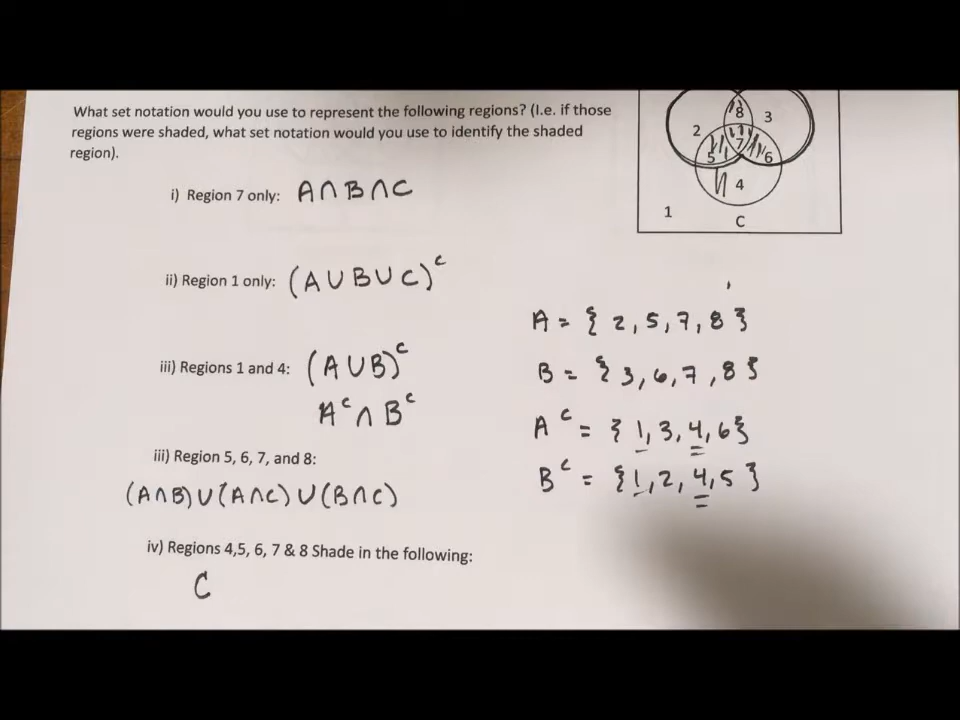 What set notation would you use to represent the following regions? (I.e. if those
regions were shaded, what set notation would you use to identify the shaded
region).
i) Region 7 only: A ∩ B ∩ C
ii) Region 1 only: (A ∪ B ∪ C)ᶜ
iii) Regions 1 and 4: (A ∪ B)ᶜ
Aᶜ ∩ Bᶜ
iii) Region 5, 6, 7, and 8:
(A∩B) ∪ (A∩C) ∪ (B∩C)
iv) Regions 4,5, 6, 7 & 8 Shade in the following:
C
8
3
2
7
5
6
4
1
C
A = { 2, 5, 7, 8 }
B = { 3, 6, 7, 8 }
Aᶜ = { 1, 3, 4, 6 }
Bᶜ = { 1, 2, 4, 5 }